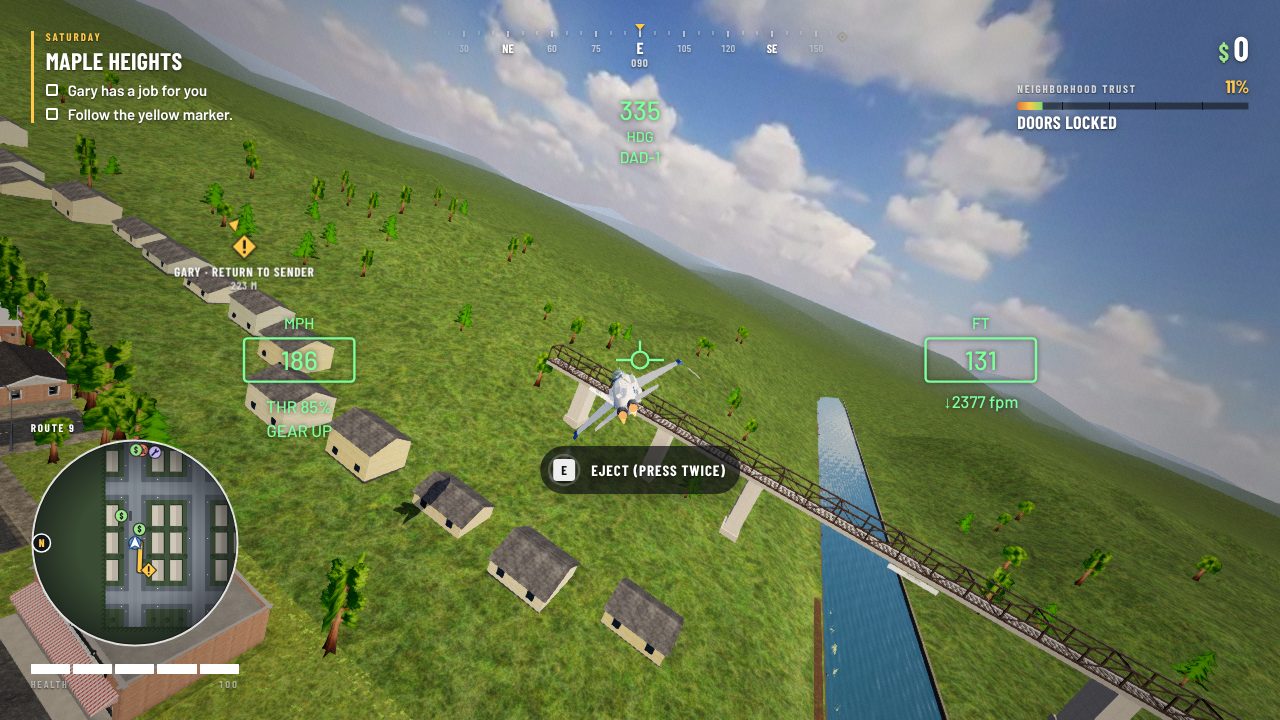 SATURDAY
MAPLE HEIGHTS
Gary has a job for you
Follow the yellow marker.
30 NE 60 75 E 105 120 SE 150
090
335
HDG
DAD-1
$ 0
NEIGHBORHOOD TRUST 11%
DOORS LOCKED
GARY · RETURN TO SENDER
223 M
MPH
186
THR 85%
GEAR UP
FT
131
↓2377 fpm
E EJECT (PRESS TWICE)
ROUTE 9
N
HEALTH 100